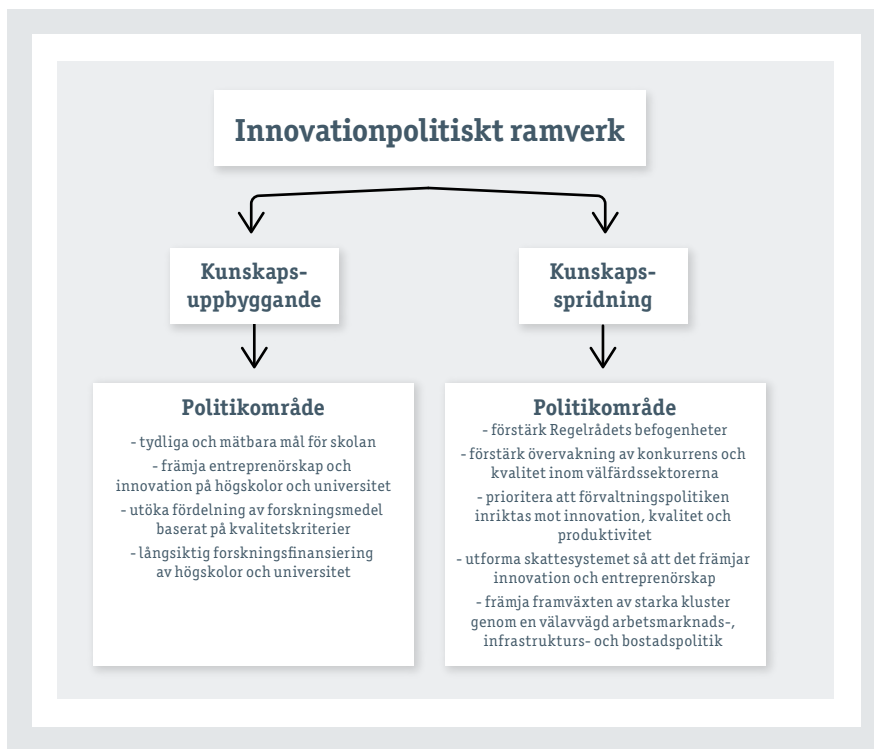 Innovationpolitiskt ramverk
Kunskaps-
uppbyggande
Kunskaps-
spridning
Politikområde
- tydliga och mätbara mål för skolan
- främja entreprenörskap och
innovation på högskolor och universitet
- utöka fördelning av forskningsmedel
baserat på kvalitetskriterier
- långsiktig forskningsfinansiering
av högskolor och universitet
Politikområde
- förstärk Regelrådets befogenheter
- förstärk övervakning av konkurrens och
kvalitet inom välfärdssektorerna
- prioritera att förvaltningspolitiken
inriktas mot innovation, kvalitet och
produktivitet
- utforma skattesystemet så att det främjar
innovation och entreprenörskap
- främja framväxten av starka kluster
genom en välavvägd arbetsmarknads-,
infrastrukturs- och bostadspolitik